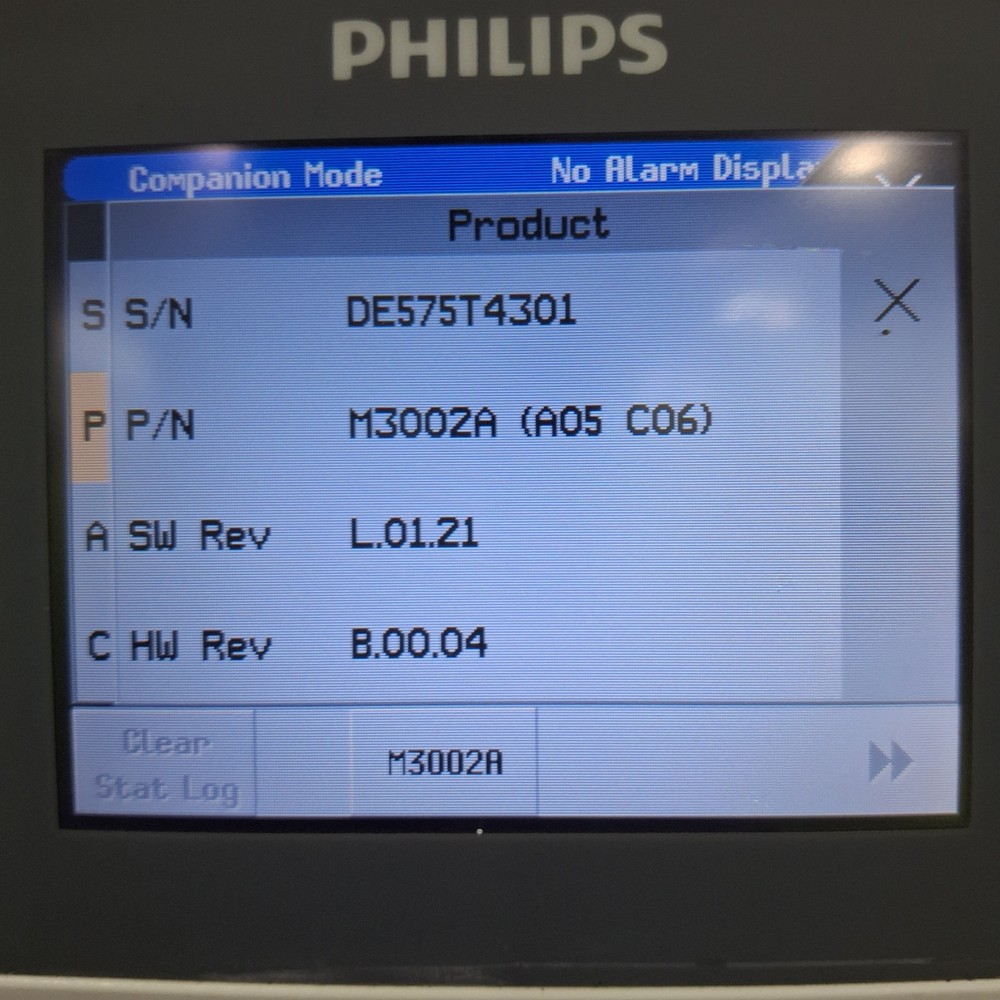 PHILIPS
Companion Mode No Alarm Displa
Product
S S/N DE575T4301
P P/N M3002A (A05 C06)
A SW Rev L.01.21
C HW Rev B.00.04
Clear
Stat Log
M3002A